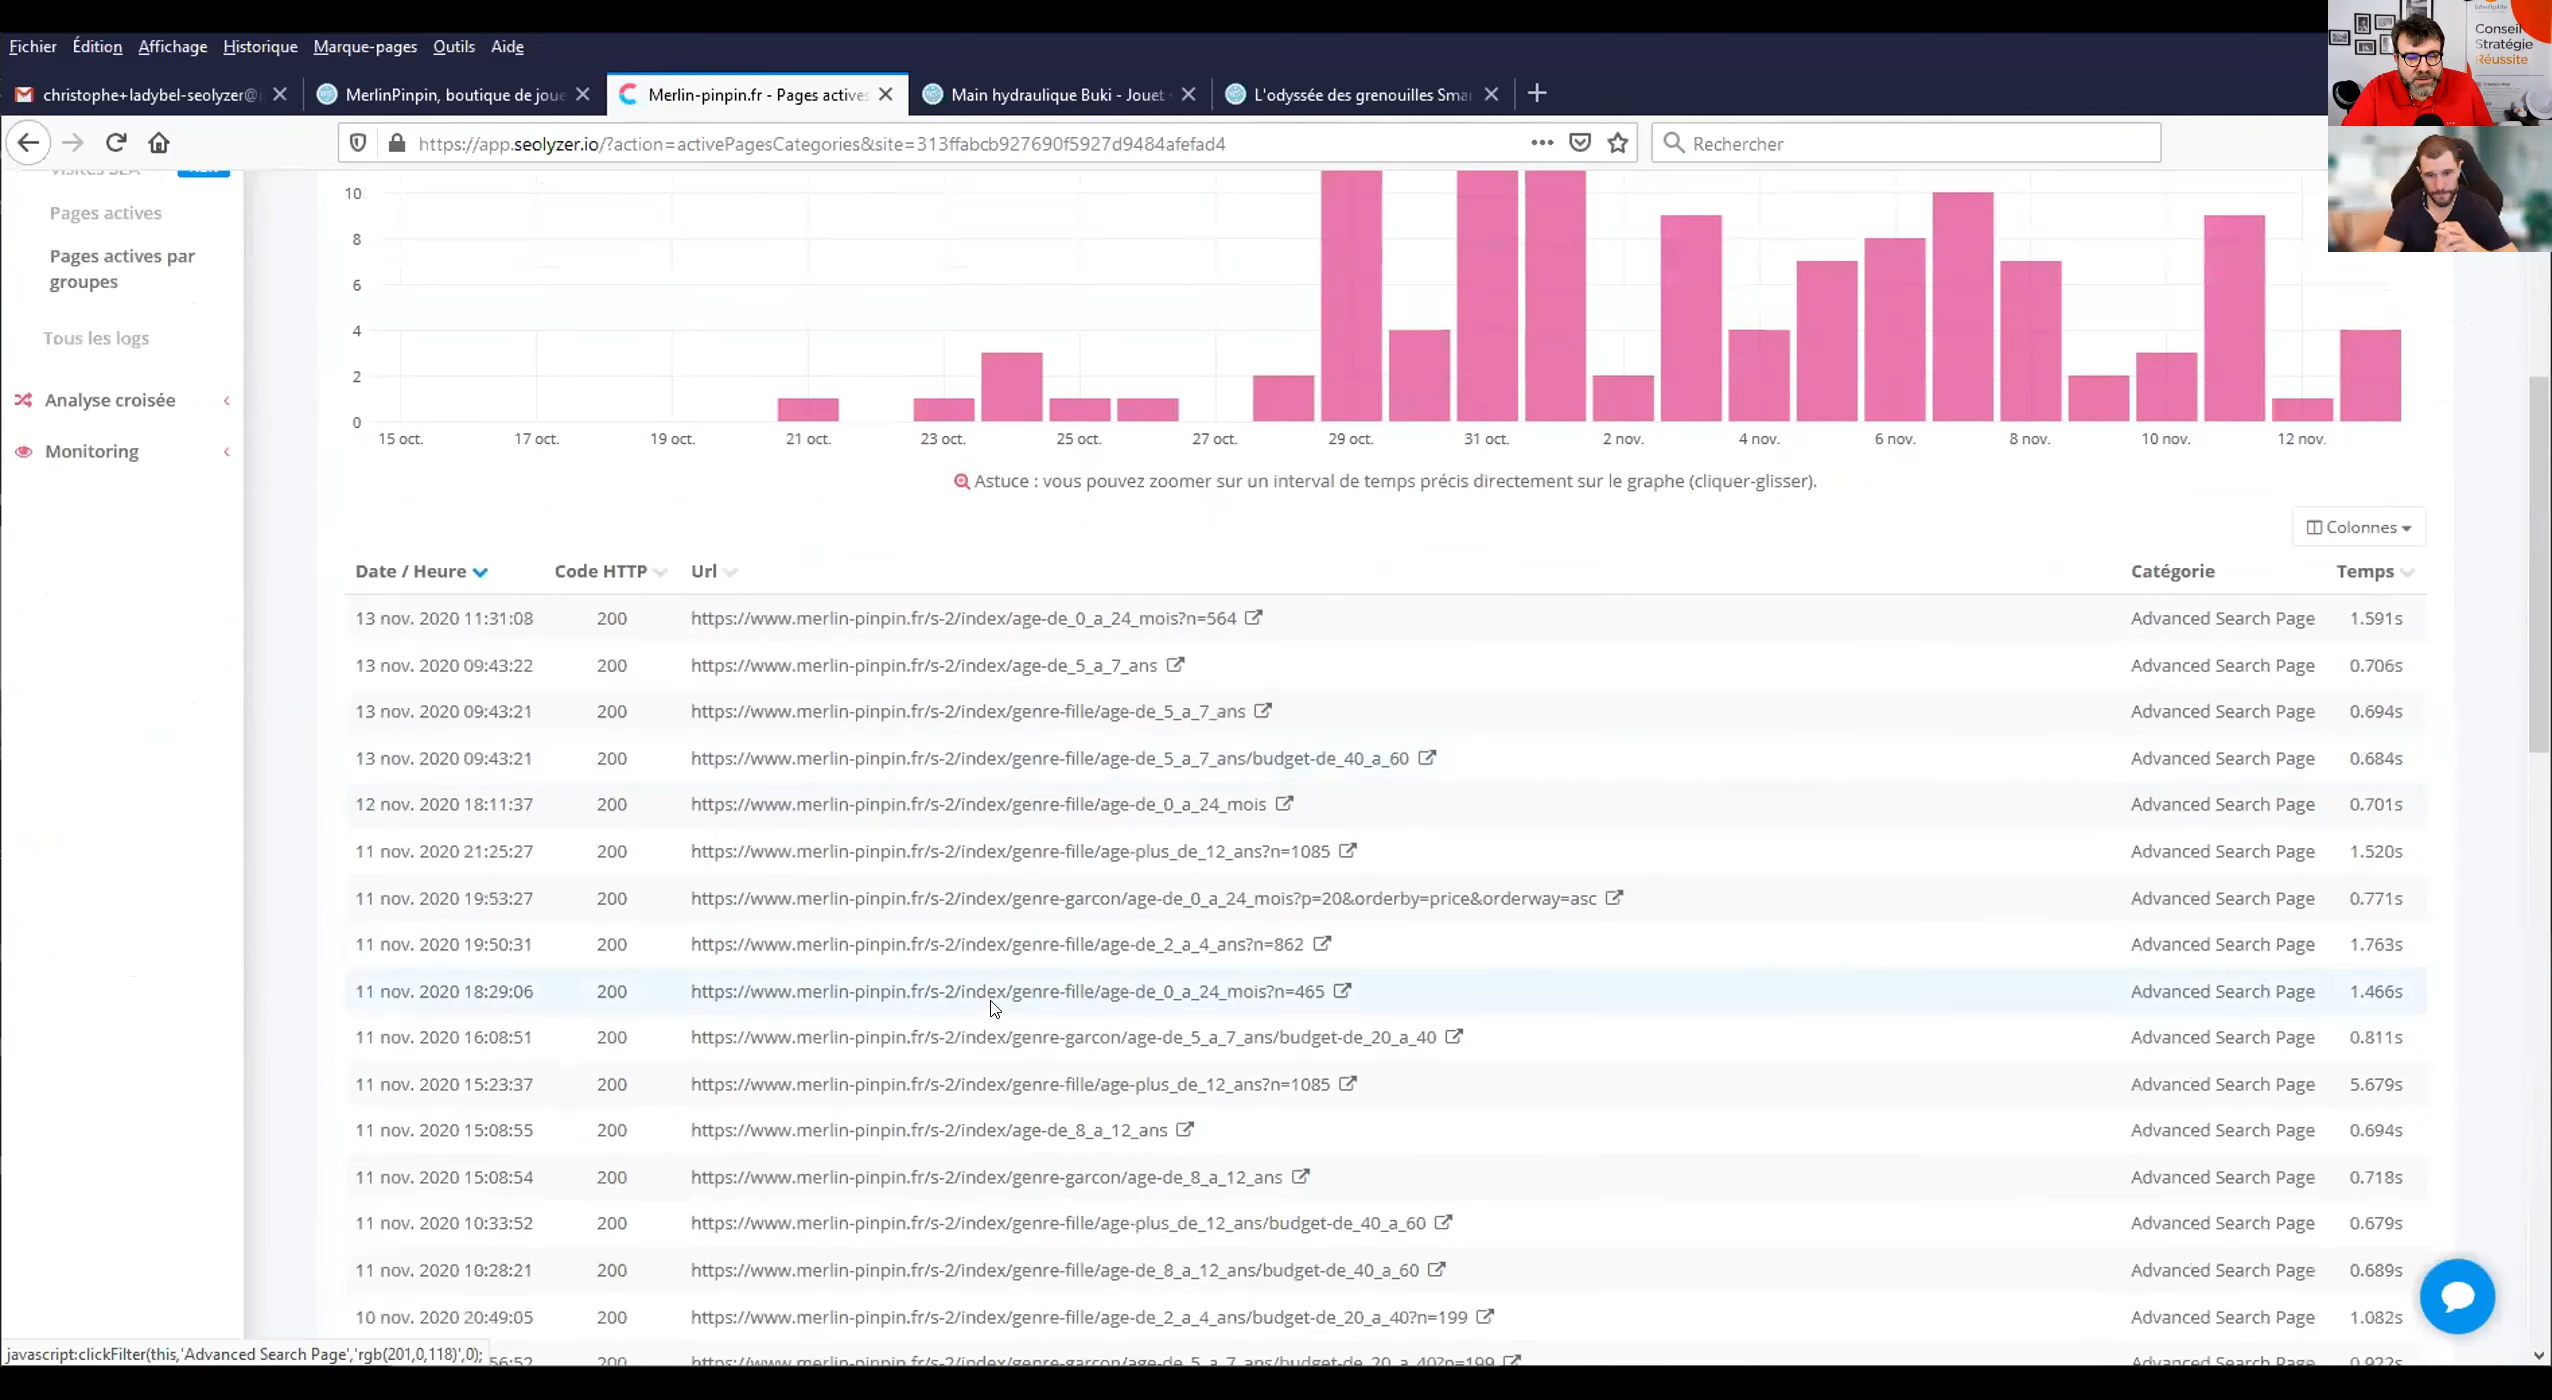 Fichier Édition Affichage Historique Marque-pages Outils Aide
christophe+ladybel-seolyzer@
MerlinPinpin, boutique de joue
Merlin-pinpin.fr - Pages actives
Main hydraulique Buki - Jouet
L'odyssée des grenouilles Sma
https://app.seolyzer.io/?action=activePagesCategories&site=313ffabcb927690f5927d9484afefad4
Rechercher
Conseil
Stratégie
Réussite
Visites SEA
Pages actives
Pages actives par
groupes
Tous les logs
Analyse croisée
Monitoring
10
8
6
4
2
0
15 oct. 17 oct. 19 oct. 21 oct. 23 oct. 25 oct. 27 oct. 29 oct. 31 oct. 2 nov. 4 nov. 6 nov. 8 nov. 10 nov. 12 nov.
Astuce : vous pouvez zoomer sur un interval de temps précis directement sur le graphe (cliquer-glisser).
Colonnes
Date / Heure Code HTTP Url Catégorie Temps
13 nov. 2020 11:31:08 200 https://www.merlin-pinpin.fr/s-2/index/age-de_0_a_24_mois?n=564 Advanced Search Page 1.591s
13 nov. 2020 09:43:22 200 https://www.merlin-pinpin.fr/s-2/index/age-de_5_a_7_ans Advanced Search Page 0.706s
13 nov. 2020 09:43:21 200 https://www.merlin-pinpin.fr/s-2/index/genre-fille/age-de_5_a_7_ans Advanced Search Page 0.694s
13 nov. 2020 09:43:21 200 https://www.merlin-pinpin.fr/s-2/index/genre-fille/age-de_5_a_7_ans/budget-de_40_a_60 Advanced Search Page 0.684s
12 nov. 2020 18:11:37 200 https://www.merlin-pinpin.fr/s-2/index/genre-fille/age-de_0_a_24_mois Advanced Search Page 0.701s
11 nov. 2020 21:25:27 200 https://www.merlin-pinpin.fr/s-2/index/genre-fille/age-plus_de_12_ans?n=1085 Advanced Search Page 1.520s
11 nov. 2020 19:53:27 200 https://www.merlin-pinpin.fr/s-2/index/genre-garcon/age-de_0_a_24_mois?p=20&orderby=price&orderway=asc Advanced Search Page 0.771s
11 nov. 2020 19:50:31 200 https://www.merlin-pinpin.fr/s-2/index/genre-fille/age-de_2_a_4_ans?n=862 Advanced Search Page 1.763s
11 nov. 2020 18:29:06 200 https://www.merlin-pinpin.fr/s-2/index/genre-fille/age-de_0_a_24_mois?n=465 Advanced Search Page 1.466s
11 nov. 2020 16:08:51 200 https://www.merlin-pinpin.fr/s-2/index/genre-garcon/age-de_5_a_7_ans/budget-de_20_a_40 Advanced Search Page 0.811s
11 nov. 2020 15:23:37 200 https://www.merlin-pinpin.fr/s-2/index/genre-fille/age-plus_de_12_ans?n=1085 Advanced Search Page 5.679s
11 nov. 2020 15:08:55 200 https://www.merlin-pinpin.fr/s-2/index/age-de_8_a_12_ans Advanced Search Page 0.694s
11 nov. 2020 15:08:54 200 https://www.merlin-pinpin.fr/s-2/index/genre-garcon/age-de_8_a_12_ans Advanced Search Page 0.718s
11 nov. 2020 10:33:52 200 https://www.merlin-pinpin.fr/s-2/index/genre-fille/age-plus_de_12_ans/budget-de_40_a_60 Advanced Search Page 0.679s
11 nov. 2020 10:28:21 200 https://www.merlin-pinpin.fr/s-2/index/genre-fille/age-de_8_a_12_ans/budget-de_40_a_60 Advanced Search Page 0.689s
10 nov. 2020 20:49:05 200 https://www.merlin-pinpin.fr/s-2/index/genre-fille/age-de_2_a_4_ans/budget-de_20_a_40?n=199 Advanced Search Page 1.082s
javascript:clickFilter(this,'Advanced Search Page','rgb(201,0,118)',0); 56:52 200 https://www.merlin-pinpin.fr/s-2/index/genre-fille/age-de_5_a_7_ans/budget-de_20_a_40?n=199 Advanced Search Page 0.922s